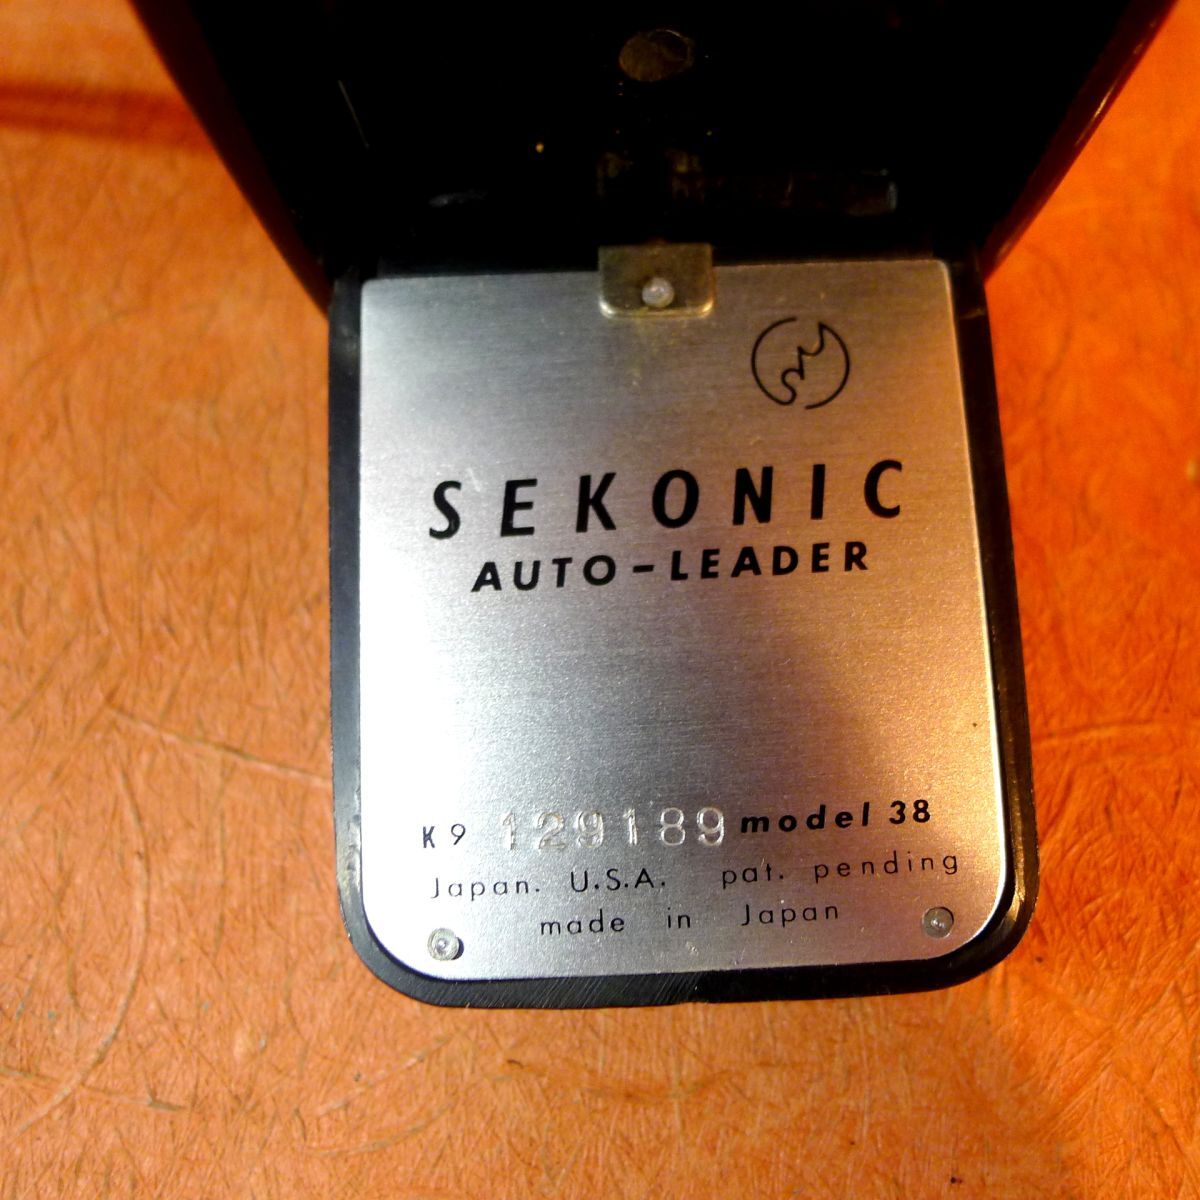 SEKONIC
AUTO-LEADER
K9 129189 model 38
Japan. U.S.A. pat. pending
made in Japan